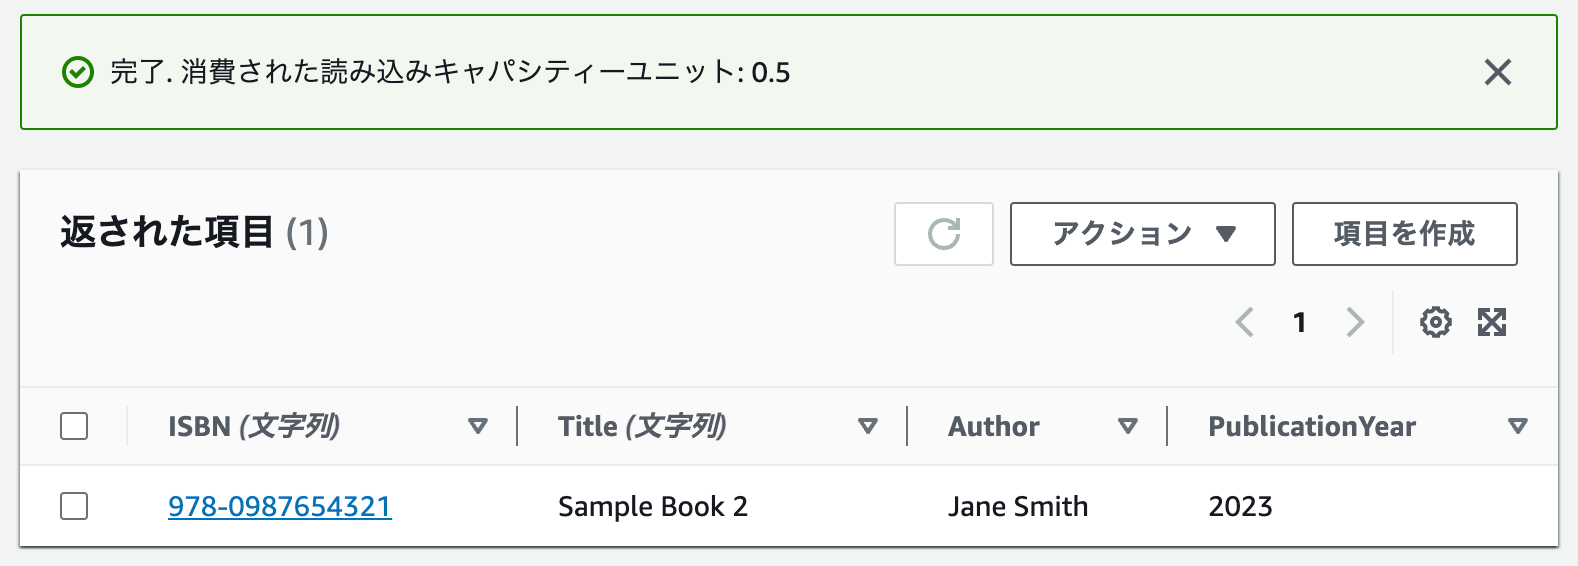 完了. 消費された読み込みキャパシティーユニット: 0.5
返された項目 (1)
アクション
項目を作成
1
ISBN (文字列) Title (文字列) Author PublicationYear
978-0987654321 Sample Book 2 Jane Smith 2023